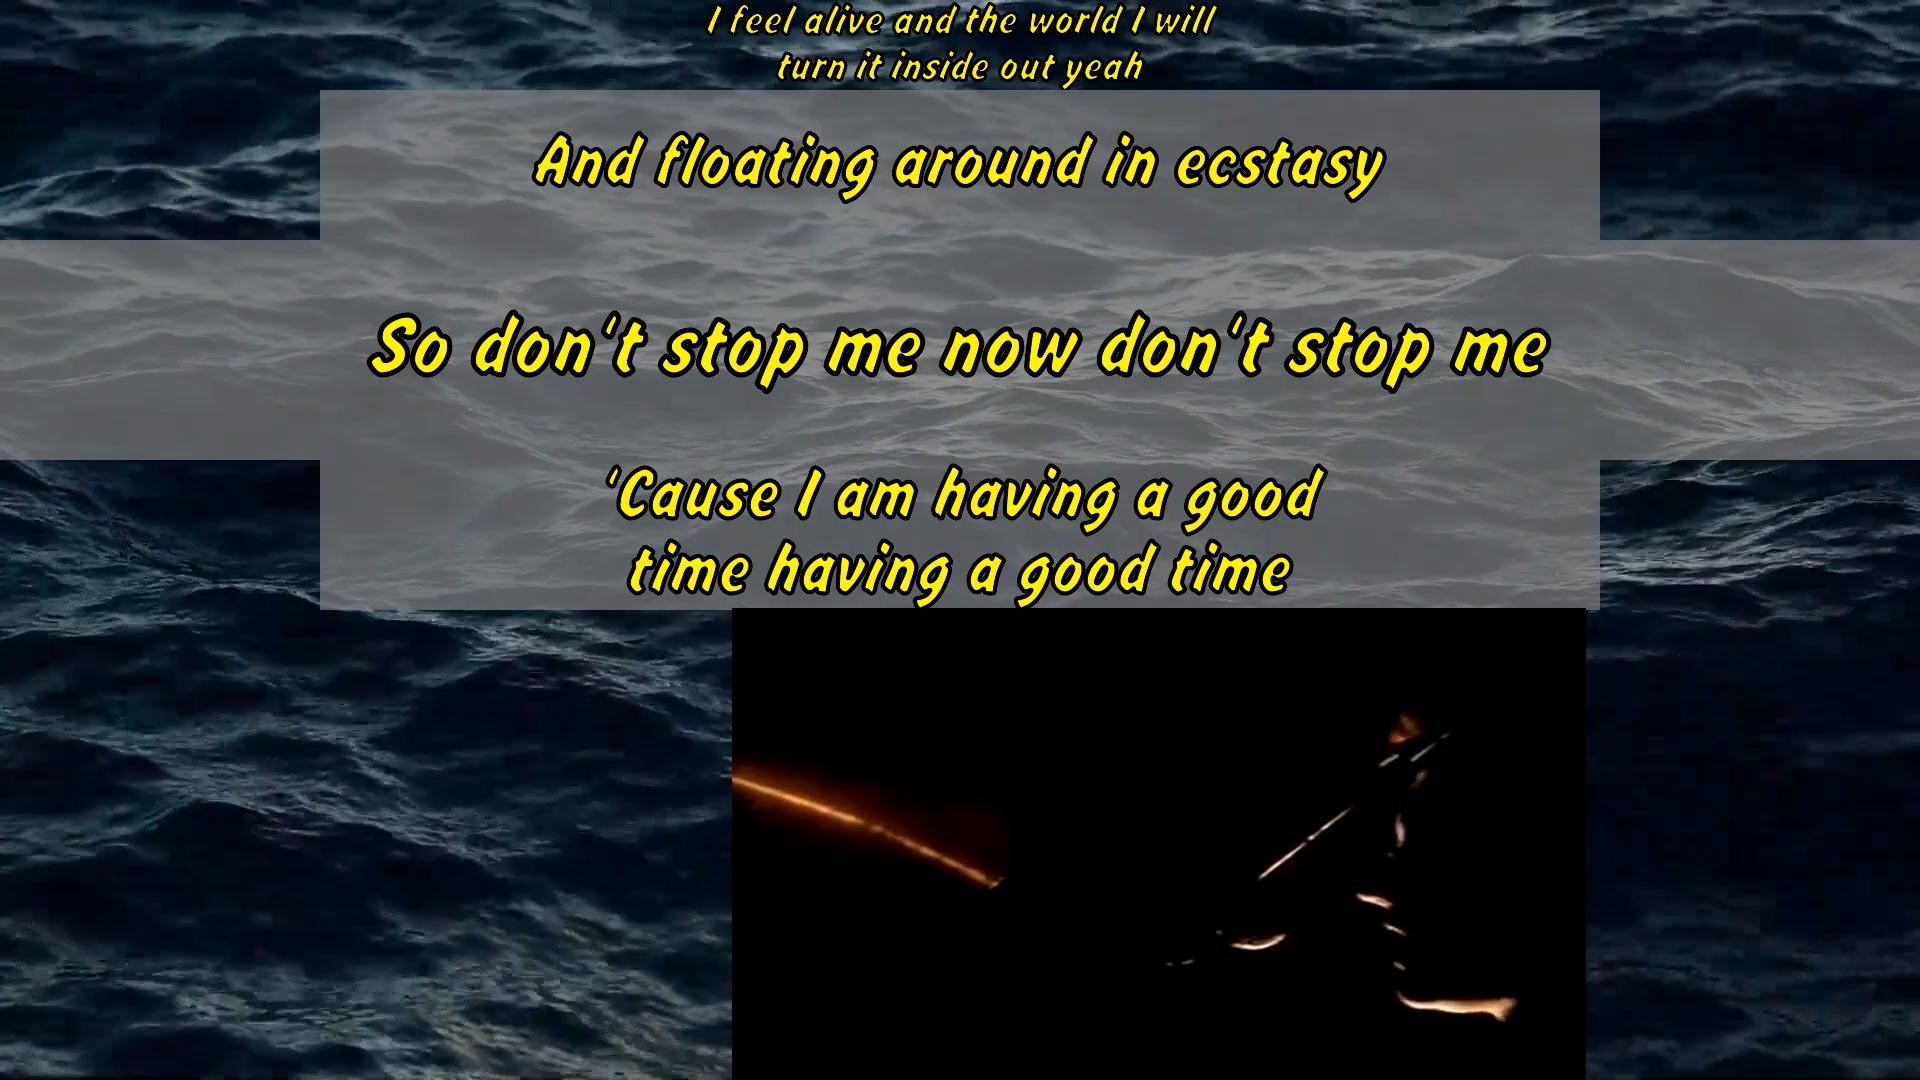 I feel alive and the world I will
turn it inside out yeah
And floating around in ecstasy
So don't stop me now don't stop me
'Cause I am having a good
time having a good time